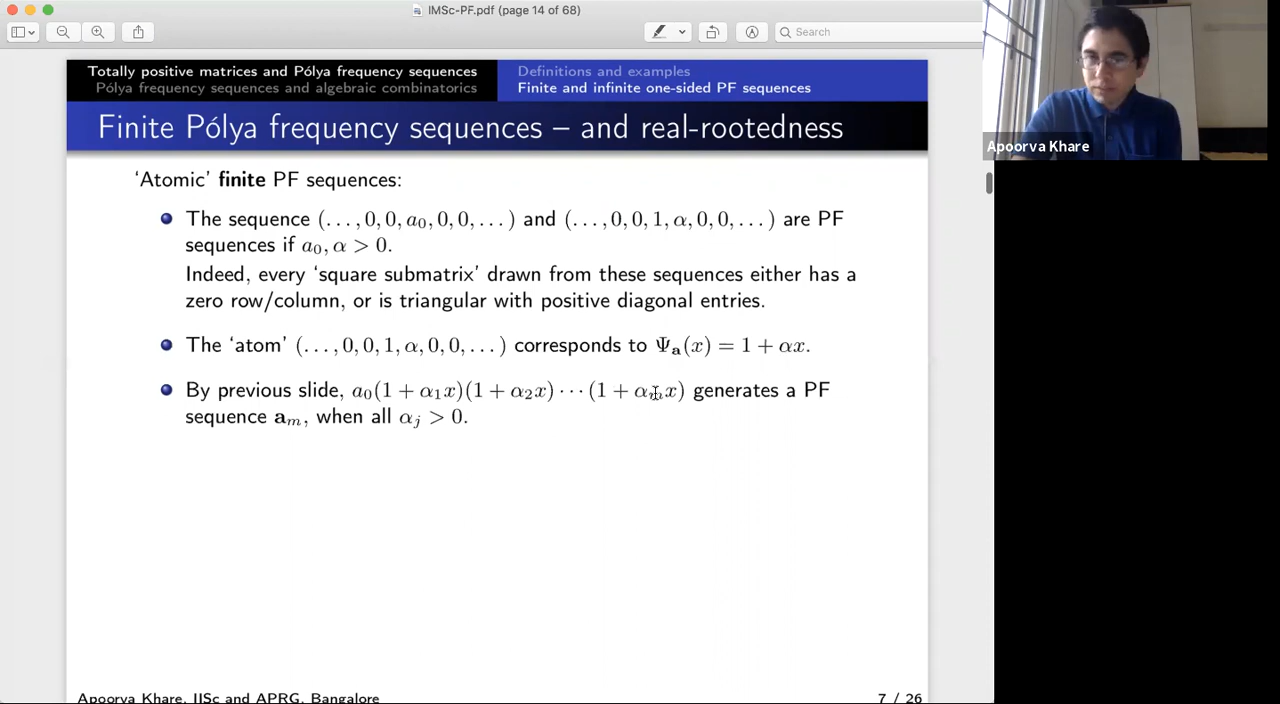 IMSc-PF.pdf (page 14 of 68)
Search
Totally positive matrices and Pólya frequency sequences
Pólya frequency sequences and algebraic combinatorics
Definitions and examples
Finite and infinite one-sided PF sequences
Finite Pólya frequency sequences – and real-rootedness
'Atomic' finite PF sequences:
The sequence (. . . , 0, 0, a₀, 0, 0, . . . ) and (. . . , 0, 0, 1, α, 0, 0, . . . ) are PF
sequences if a₀, α > 0.
Indeed, every 'square submatrix' drawn from these sequences either has a
zero row/column, or is triangular with positive diagonal entries.
The 'atom' (. . . , 0, 0, 1, α, 0, 0, . . . ) corresponds to Ψₐ(x) = 1 + αx.
By previous slide, a₀(1 + α₁x)(1 + α₂x) · · · (1 + αₘx) generates a PF
sequence aₘ, when all αⱼ > 0.
Apoorva Khare, IISc and APRG, Bangalore
7 / 26
Apoorva Khare